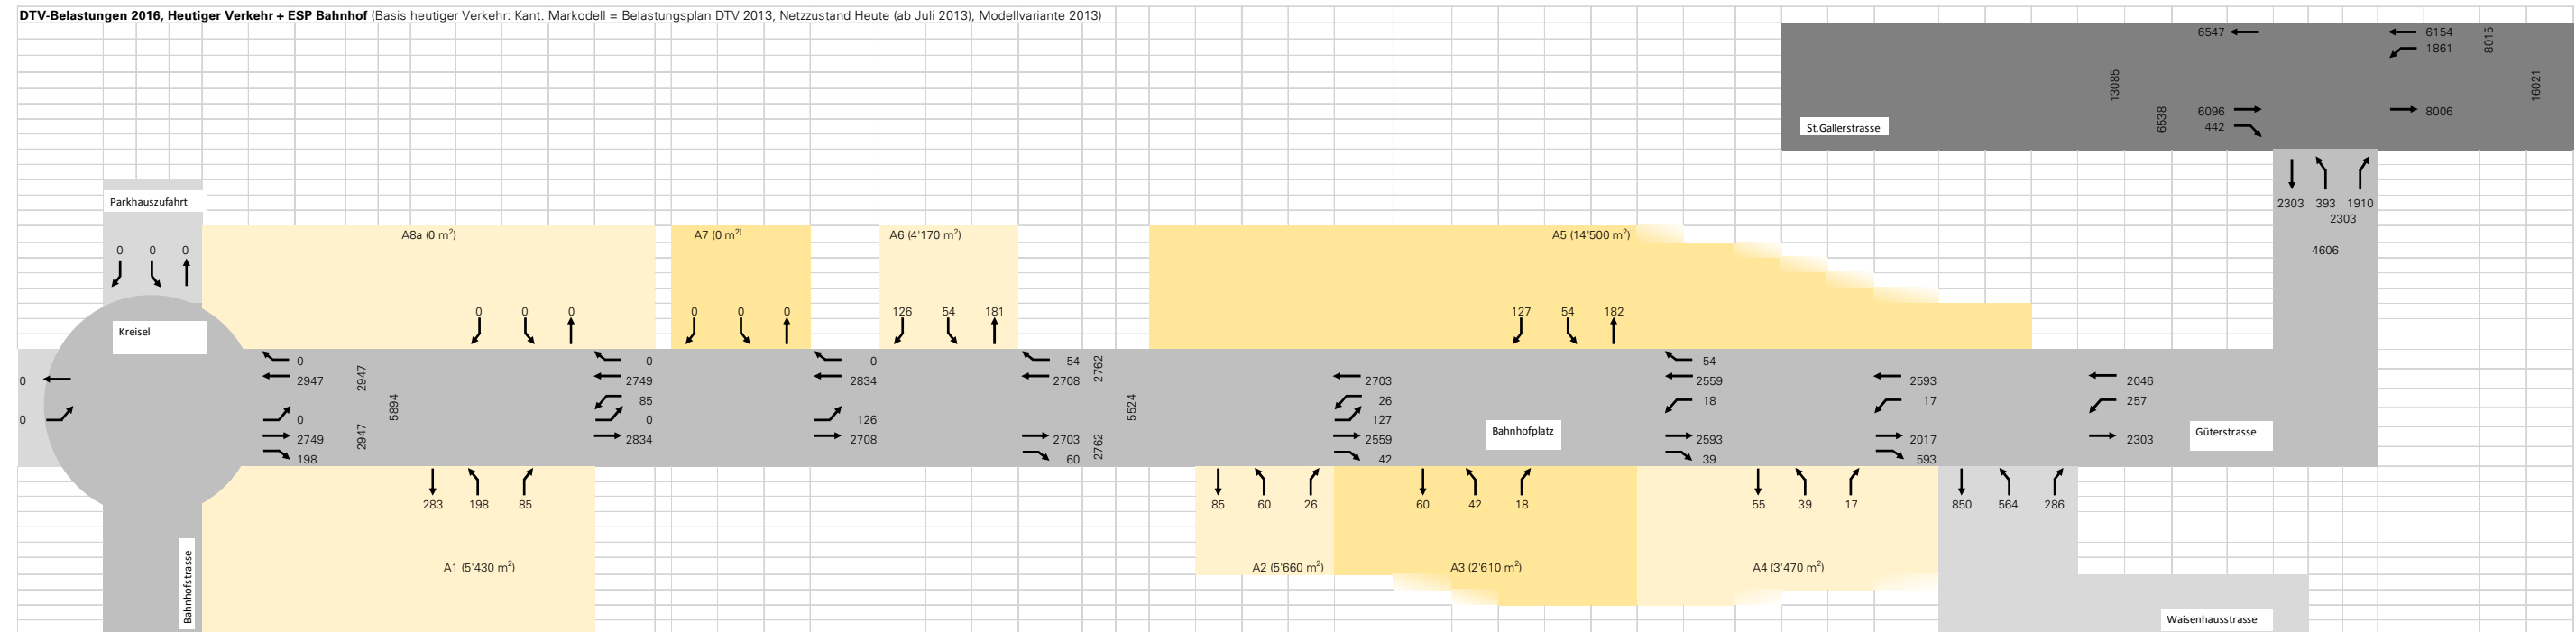 DTV-Belastungen 2016, Heutiger Verkehr + ESP Bahnhof (Basis heutiger Verkehr: Kant. Markodell = Belastungsplan DTV 2013, Netzzustand Heute (ab Juli 2013), Modellvariante 2013)
6547 6154
1861
8015
13085
16021
6538
6096 8006
442
St.Gallerstrasse
Parkhauszufahrt
2303 393 1910
2303
4606
A8a (0 m²)
A7 (0 m²⁾
A6 (4'170 m²)
A5 (14'500 m²)
0 0 0
0 0 0
0 0 0
126 54 181
127 54 182
Kreisel
0 0 0 54 54
0 2947 2749 2834 2708 2703 2559 2593 2046
85 26 18 17 257
2947
5894
2947
2762
5524
2762
0 0 0 126 127
2749 2834 2708 2703 2559 2593 2017 2303
198 60 42 39 593
Bahnhofplatz
Güterstrasse
283 198 85
85 60 26
60 42 18
55 39 17
850 564 286
Bahnhofstrasse
A1 (5'430 m²)
A2 (5'660 m²)
A3 (2'610 m²)
A4 (3'470 m²)
Waisenhausstrasse